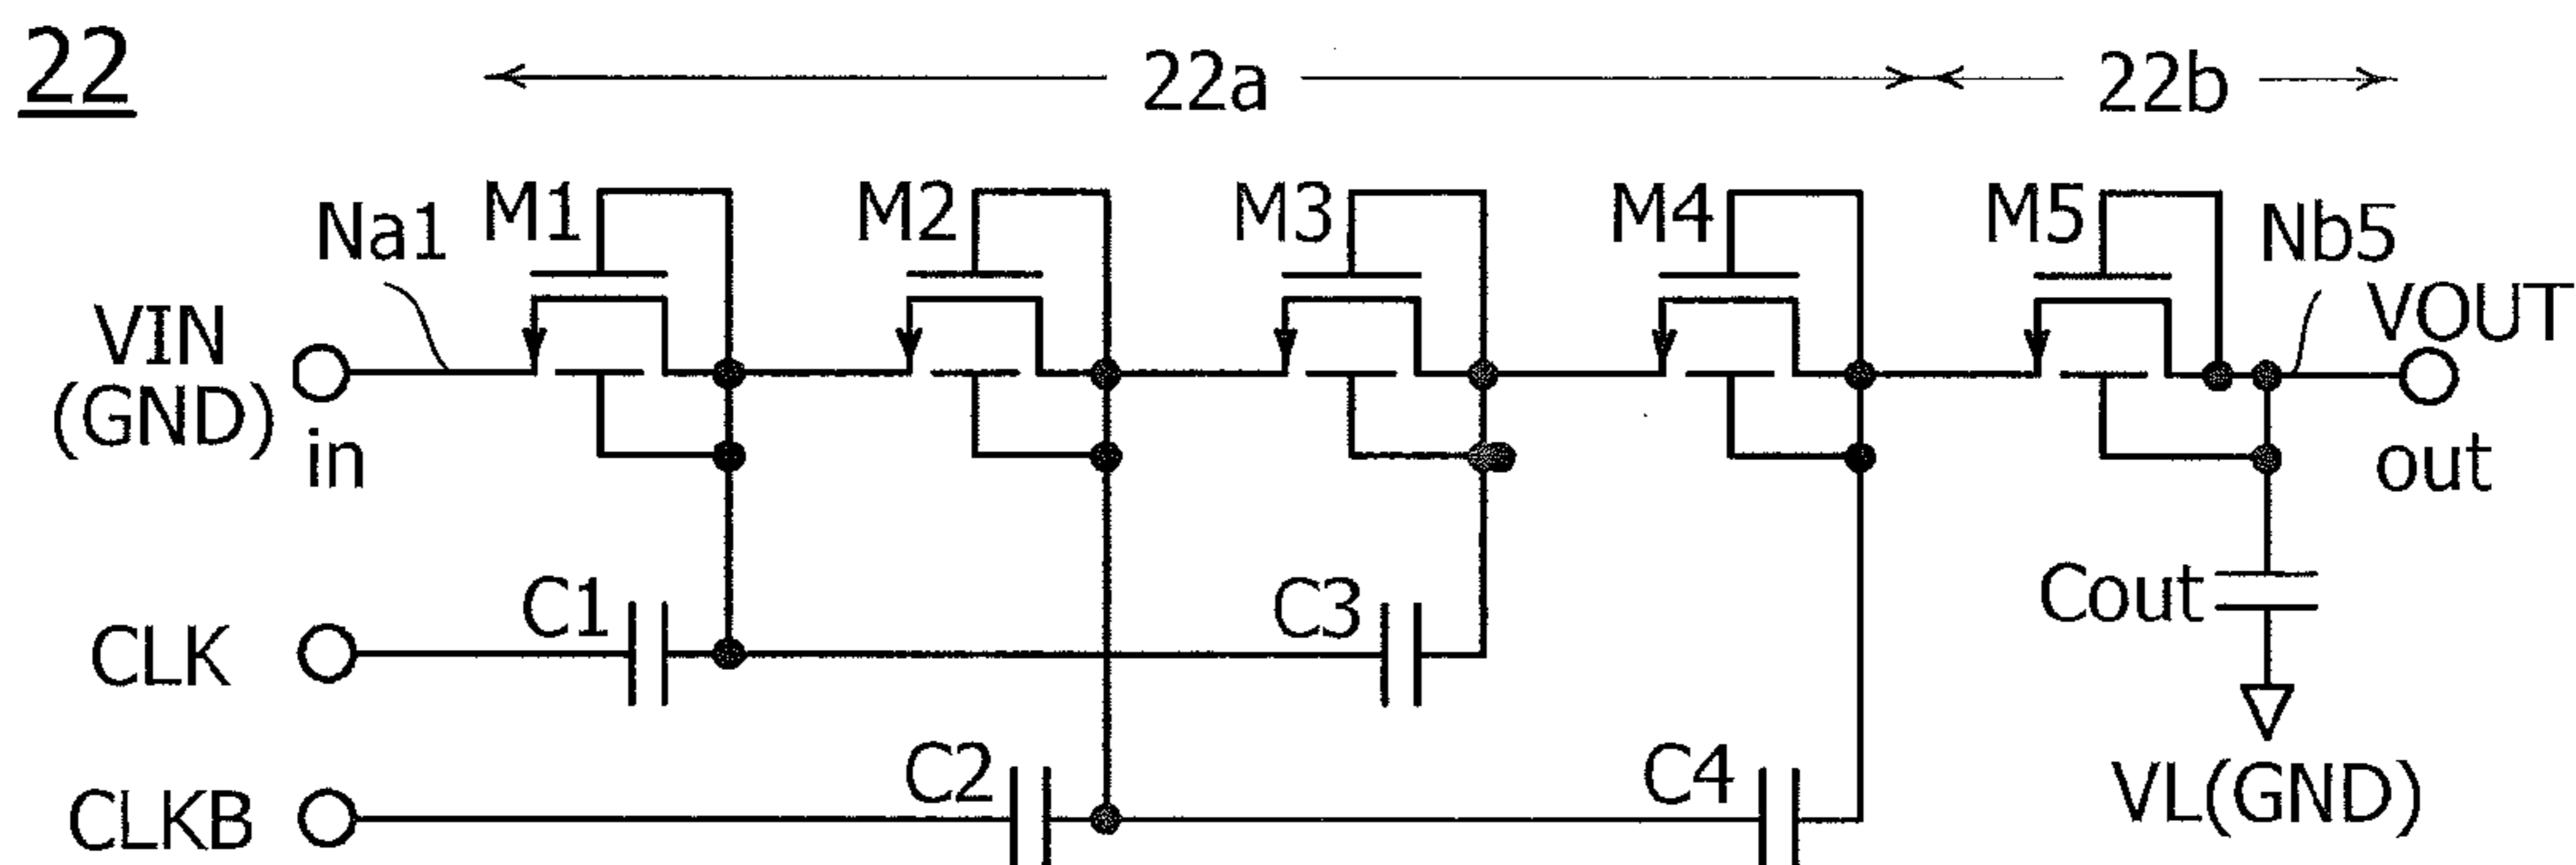 22
22a
22b
M1
M2
M3
M4
M5
Na1
Nb5
VIN
(GND)
in
VOUT
out
C1
C3
Cout
CLK
C2
C4
VL(GND)
CLKB